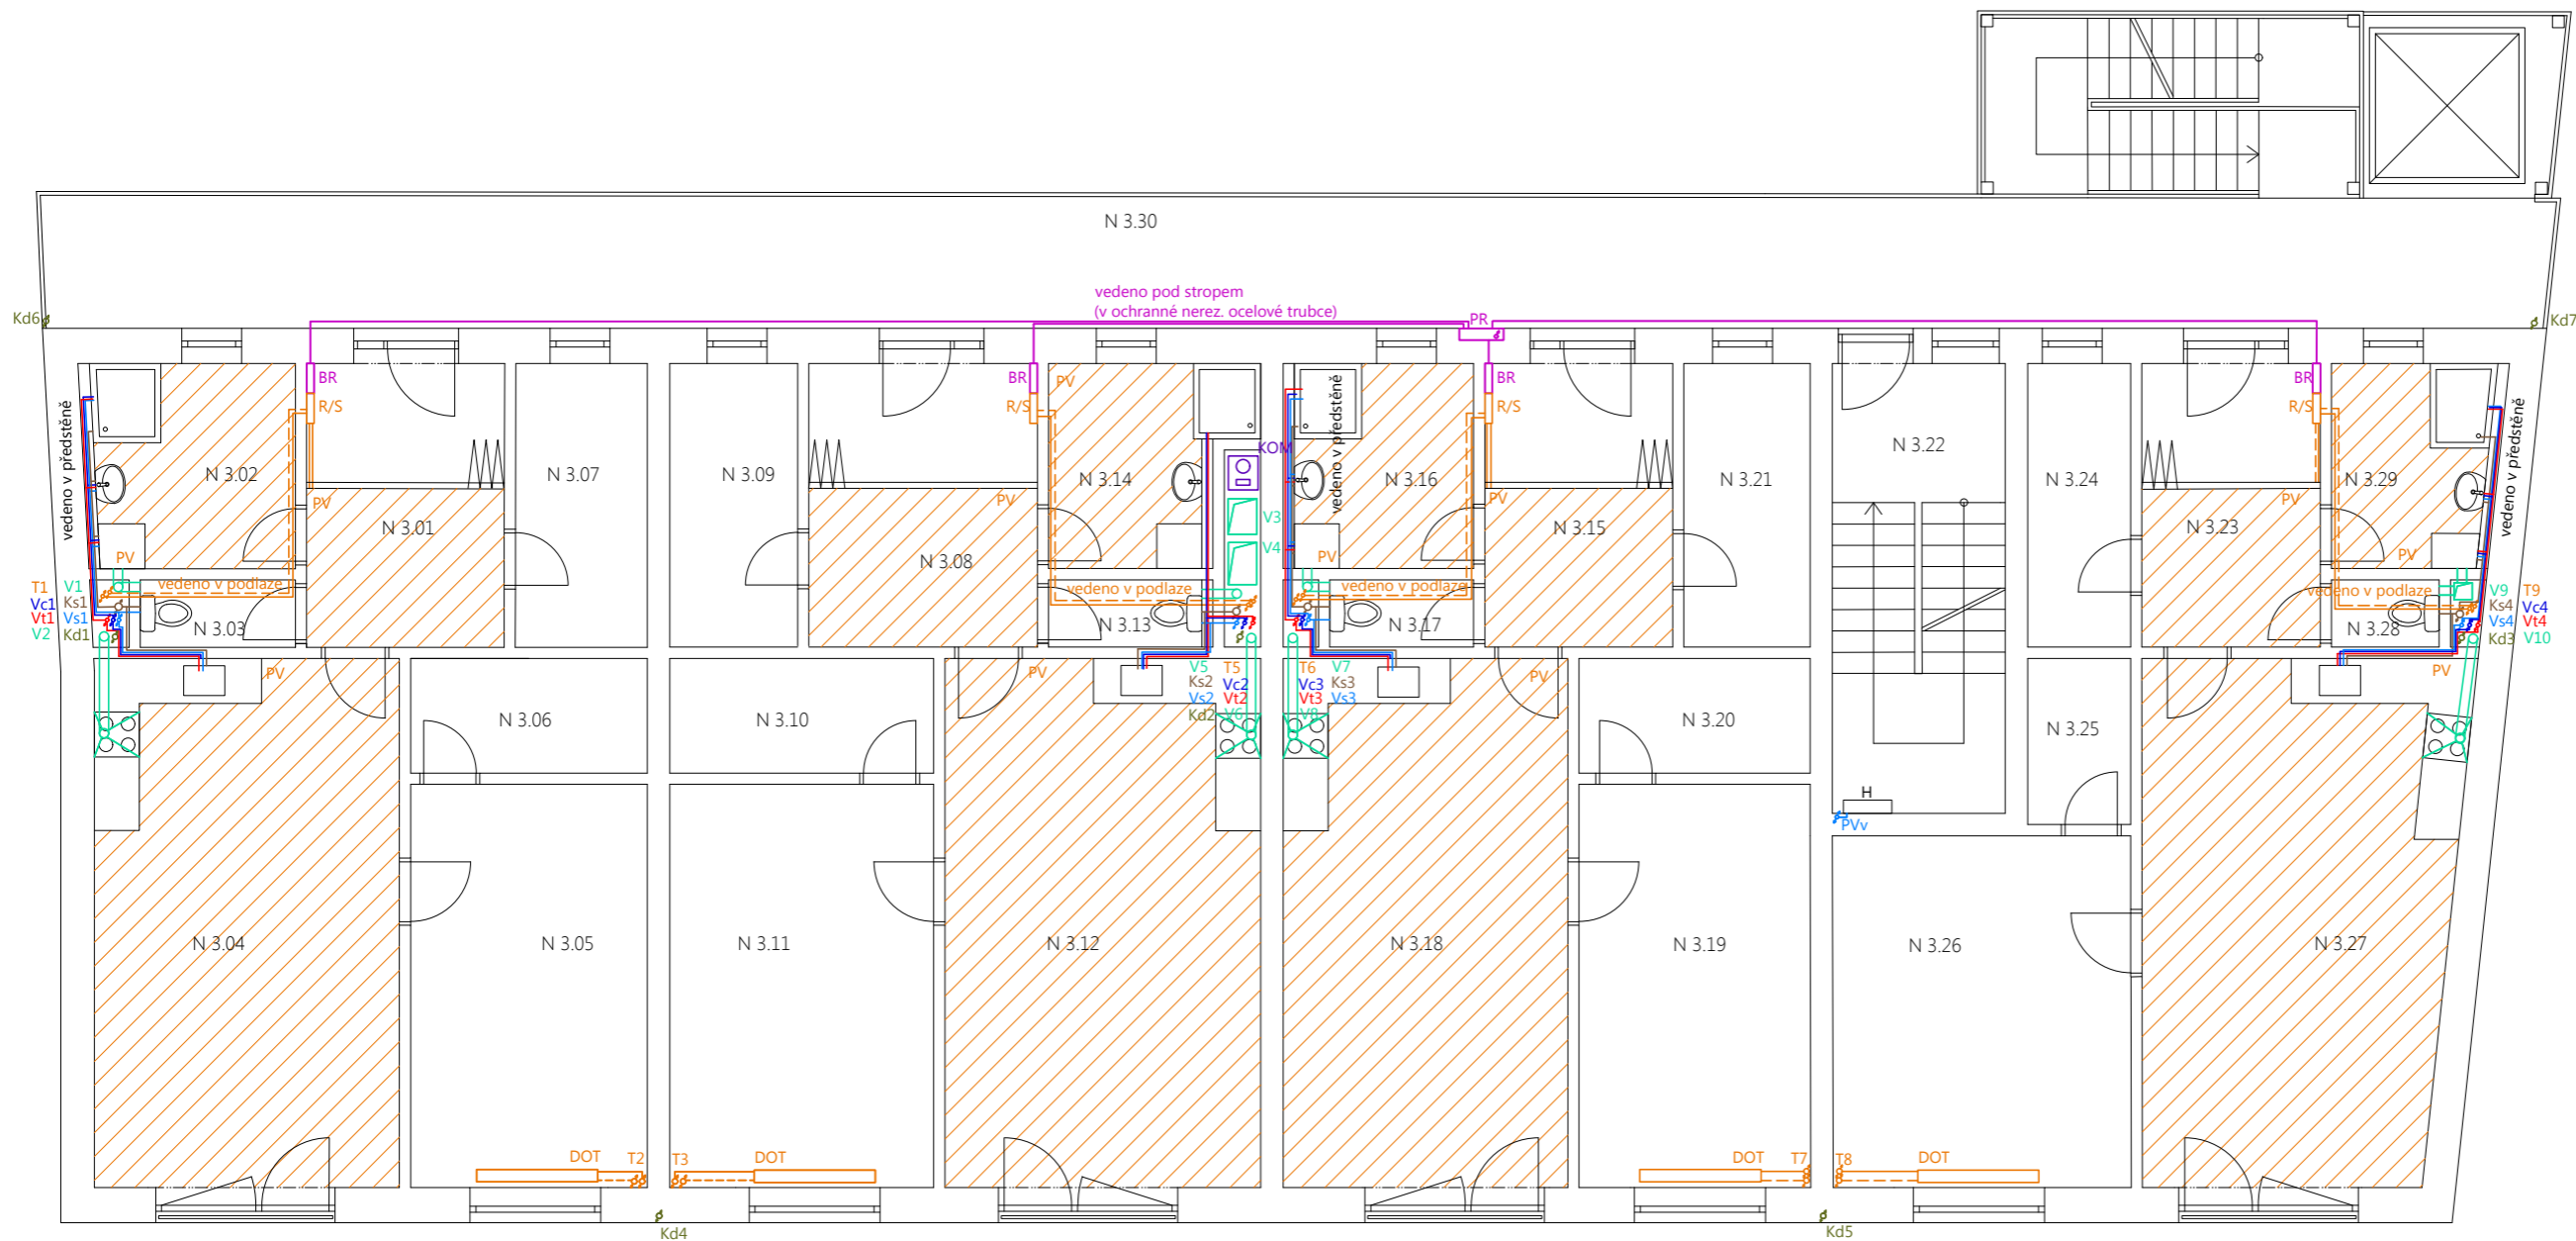 N 3.30
vedeno pod stropem
(v ochranné nerez. ocelové trubce)
PR
Kd6
Kd7
BR
BR
BR
BR
R/S
R/S
R/S
R/S
PV
vedeno v předstěně
vedeno v předstěně
vedeno v předstěně
KOM
N 3.02
N 3.07
N 3.09
N 3.14
N 3.16
N 3.21
N 3.22
N 3.24
N 3.29
PV
PV
PV
PV
N 3.01
N 3.08
N 3.15
N 3.23
V3
V4
PV
PV
PV
vedeno v podlaze
vedeno v podlaze
vedeno v podlaze
vedeno v podlaze
T1 V1
Vc1 Ks1
Vt1 Vs1
V2 Kd1
N 3.03
N 3.13
N 3.17
N 3.28
V9 T9
Ks4 Vc4
Vs4 Vt4
Kd3 V10
PV
PV
PV
PV
V5 T5
Ks2 Vc2
Vs2 Vt2
Kd2 V6
T6 V7
Vc3 Ks3
Vt3 Vs3
V8
N 3.06
N 3.10
N 3.20
N 3.25
H
PVv
N 3.04
N 3.05
N 3.11
N 3.12
N 3.18
N 3.19
N 3.26
N 3.27
DOT T2
T3 DOT
DOT T7
T8 DOT
Kd4
Kd5